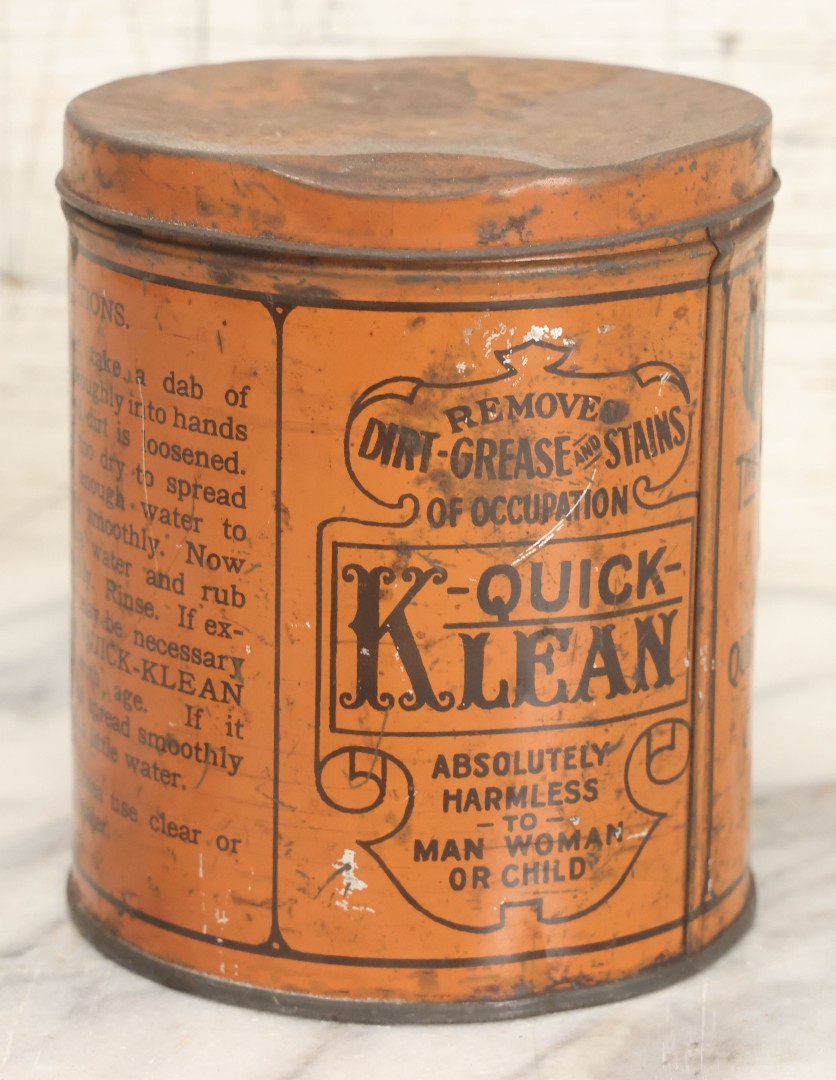 IONS.
take a dab of
oughly into hands
dirt is loosened.
too dry to spread
enough water to
smoothly. Now
water and rub
Rinse. If ex-
may be necessary
QUICK-KLEAN
age. If it
spread smoothly
little water.
use clear or
REMOVES
DIRT-GREASE AND STAINS
OF OCCUPATION
-QUICK-
KLEAN
ABSOLUTELY
HARMLESS
-TO-
MAN WOMAN
OR CHILD